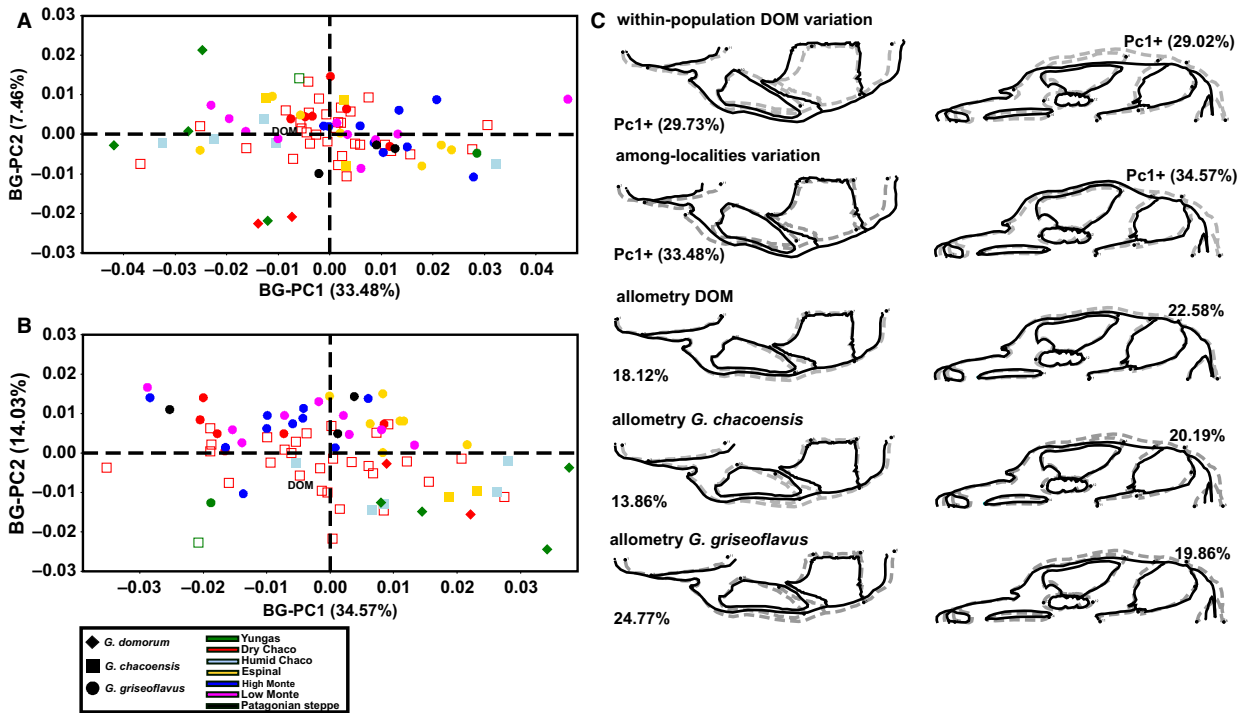 A
0.03
0.02
0.01
0.00
–0.01
–0.02
–0.03
BG-PC2 (7.46%)
DOM
–0.04 –0.03 –0.02 –0.01 0.00 0.01 0.02 0.03 0.04
BG-PC1 (33.48%)
B
0.03
0.02
0.01
0.00
–0.01
–0.02
–0.03
BG-PC2 (14.03%)
DOM
–0.03 –0.02 –0.01 0.00 0.01 0.02 0.03
BG-PC1 (34.57%)
G. domorum
G. chacoensis
G. griseoflavus
Yungas
Dry Chaco
Humid Chaco
Espinal
High Monte
Low Monte
Patagonian steppe
C
within-population DOM variation
Pc1+ (29.73%)
Pc1+ (29.02%)
among-localities variation
Pc1+ (33.48%)
Pc1+ (34.57%)
allometry DOM
18.12%
22.58%
allometry G. chacoensis
13.86%
20.19%
allometry G. griseoflavus
24.77%
19.86%